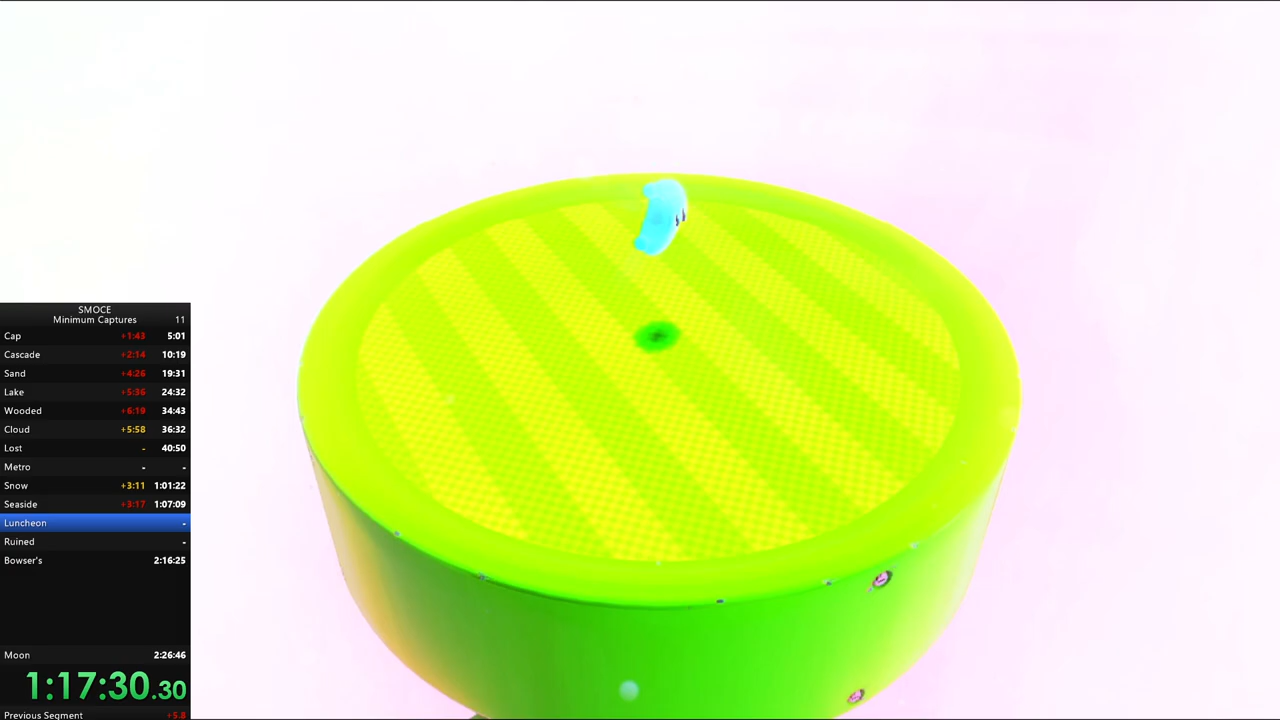 SMOCE
Minimum Captures 11
Cap +1:43 5:01
Cascade +2:14 10:19
Sand +4:26 19:31
Lake +5:36 24:32
Wooded +6:19 34:43
Cloud +5:58 36:32
Lost - 40:50
Metro - -
Snow +3:11 1:01:22
Seaside +3:17 1:07:09
Luncheon -
Ruined -
Bowser's 2:16:25
Moon 2:26:46
1:17:30.30
Previous Segment +5.8